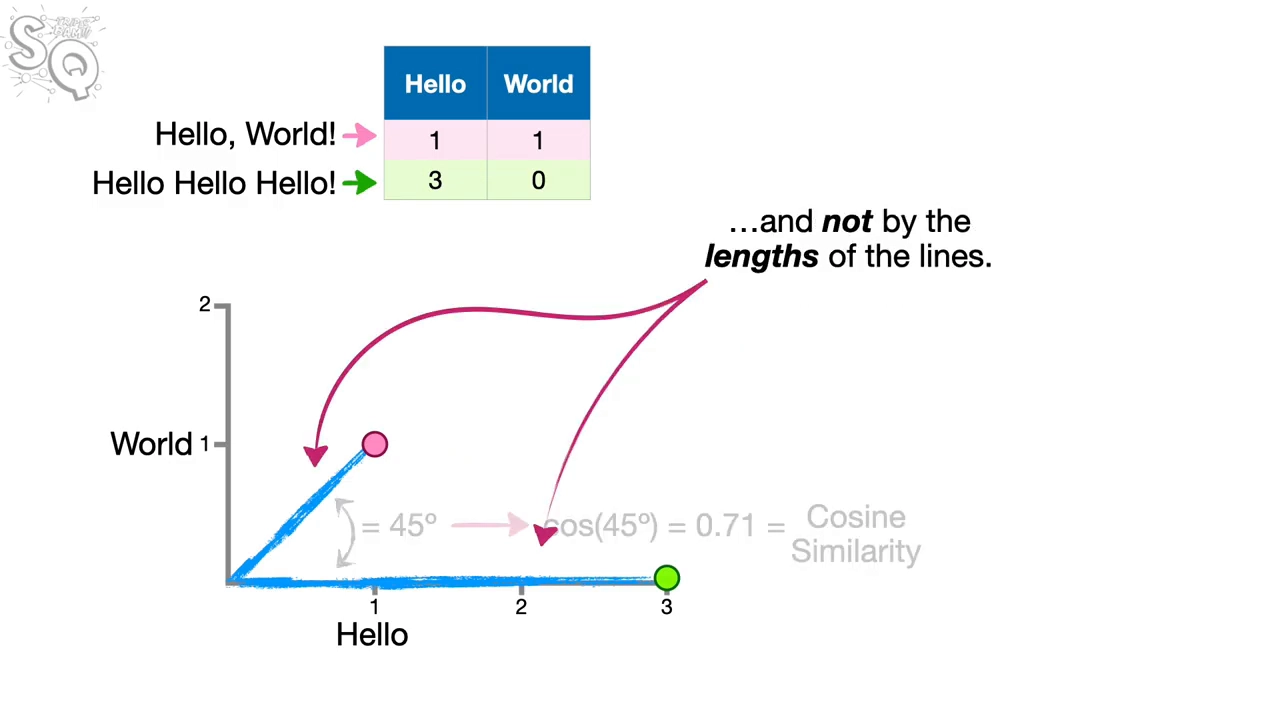 SQ
Hello World
Hello, World! 1 1
Hello Hello Hello! 3 0
…and not by the
lengths of the lines.
2
World 1
= 45º cos(45º) = 0.71 = Cosine
Similarity
1 2 3
Hello